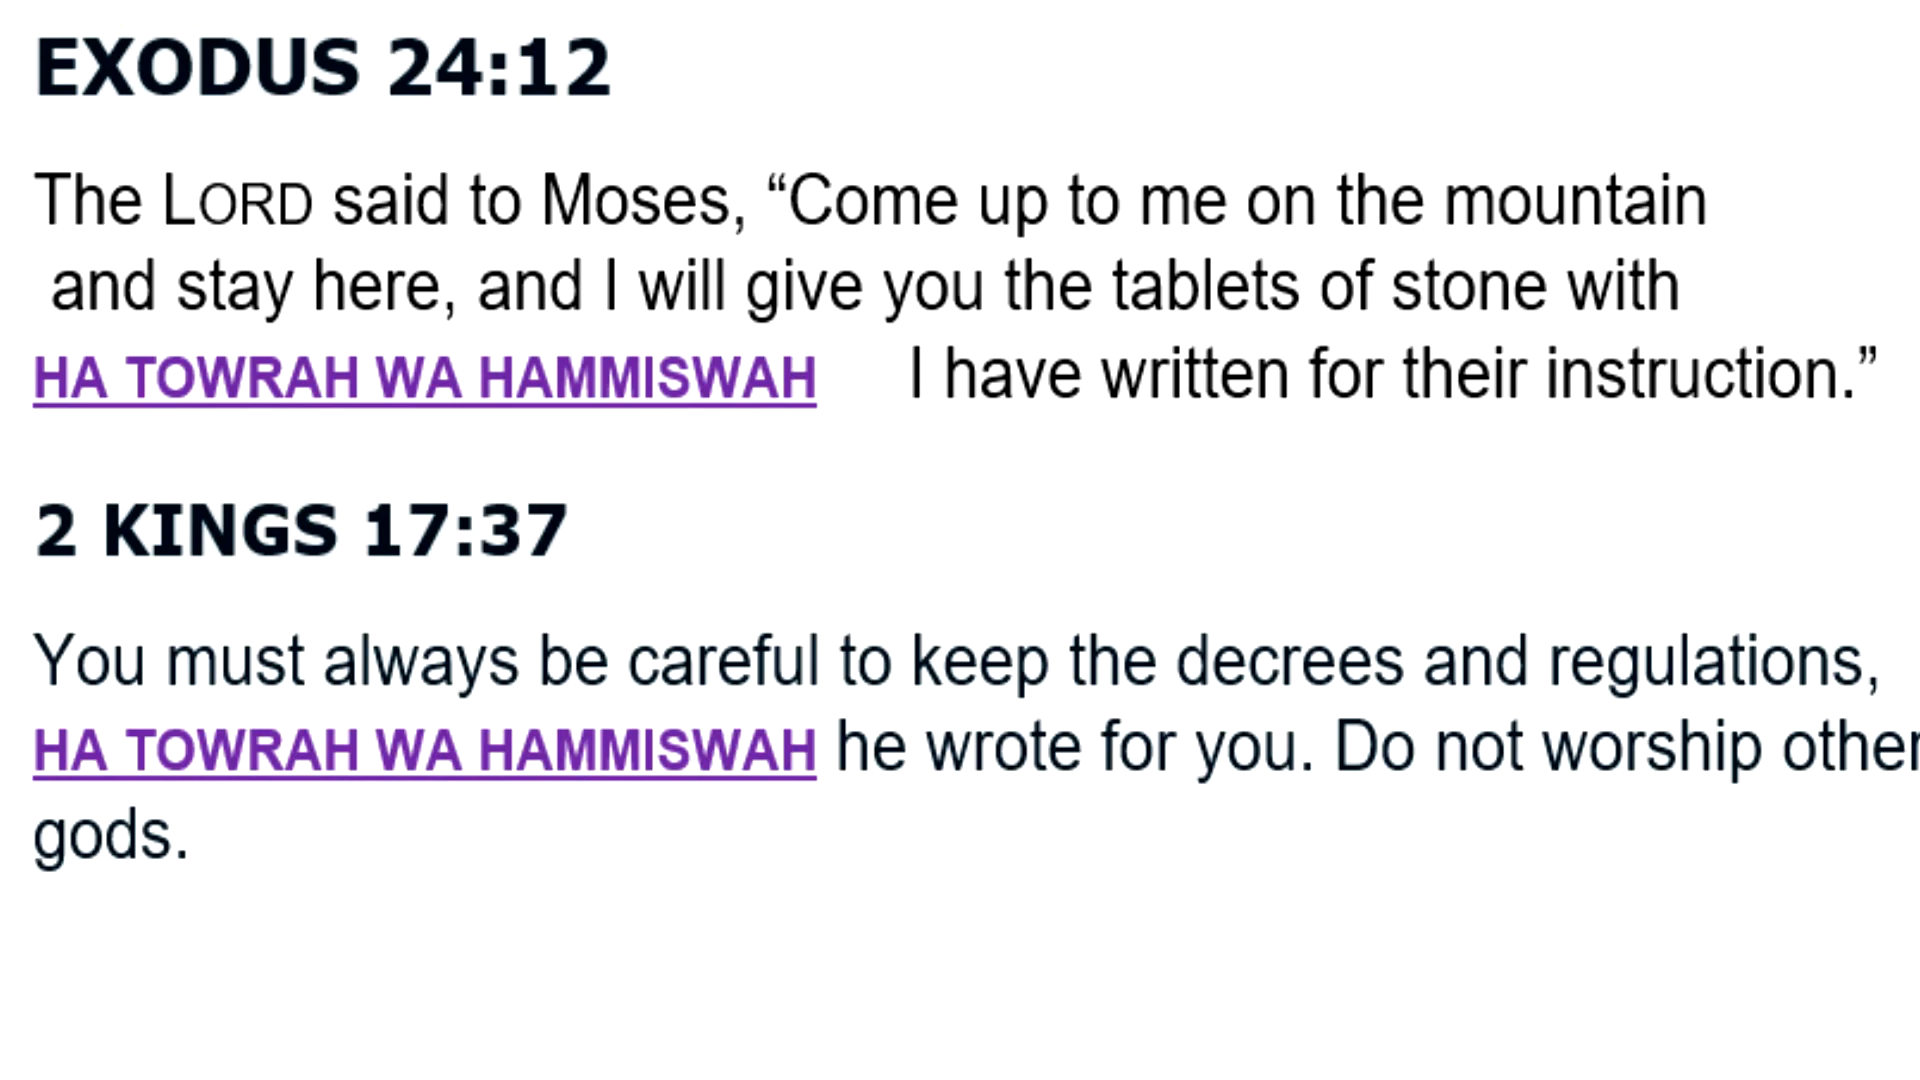 EXODUS 24:12
The LORD said to Moses, “Come up to me on the mountain
and stay here, and I will give you the tablets of stone with
HA TOWRAH WA HAMMISWAH I have written for their instruction.”
2 KINGS 17:37
You must always be careful to keep the decrees and regulations,
HA TOWRAH WA HAMMISWAH he wrote for you. Do not worship other
gods.